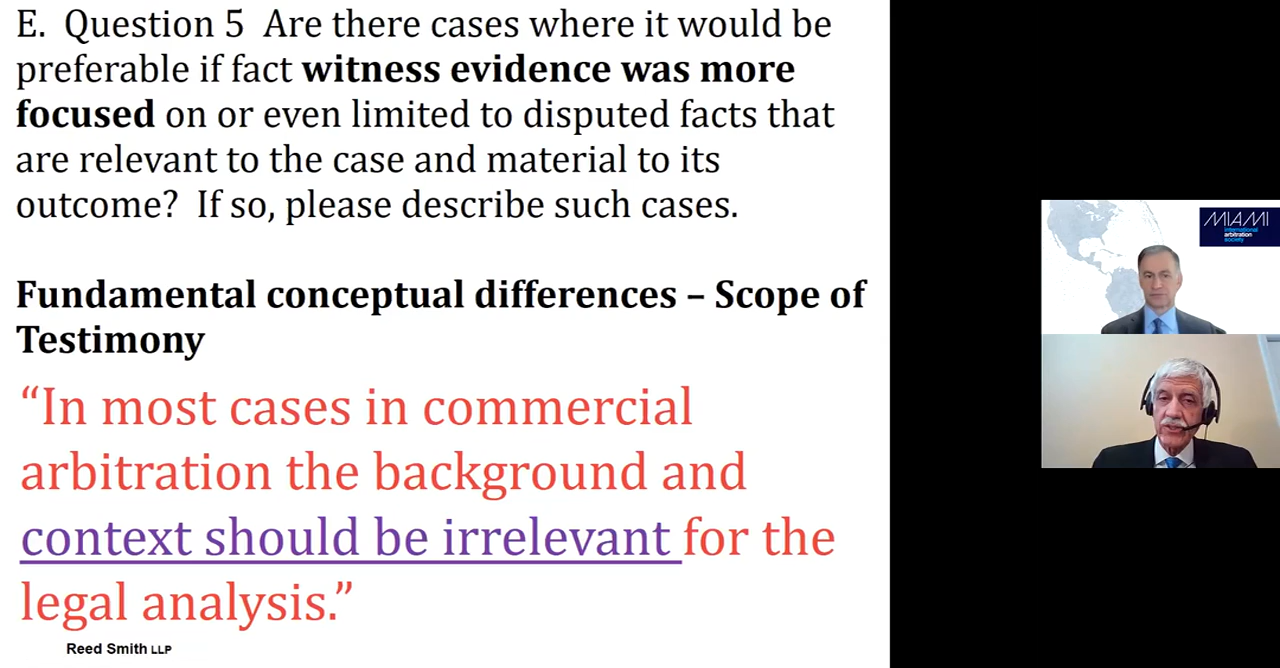 E. Question 5 Are there cases where it would be
preferable if fact witness evidence was more
focused on or even limited to disputed facts that
are relevant to the case and material to its
outcome? If so, please describe such cases.
Fundamental conceptual differences – Scope of
Testimony
“In most cases in commercial
arbitration the background and
context should be irrelevant for the
legal analysis.”
Reed Smith LLP
MIAMI
international
arbitration
society